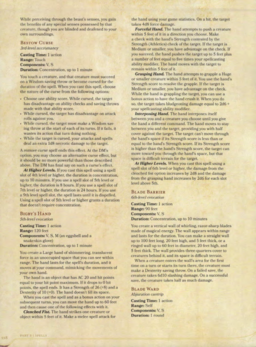 While perceiving through the beast's senses, you gain
the benefits of any special senses possessed by that
creature, though you are blinded and deafened to your
own surroundings.
BESTOW CURSE
3rd-level necromancy
Casting Time: 1 action
Range: Touch
Components: V, S
Duration: Concentration, up to 1 minute
You touch a creature, and that creature must succeed
on a Wisdom saving throw or become cursed for the
duration of the spell. When you cast this spell, choose
the nature of the curse from the following options:
• Choose one ability score. While cursed, the target
has disadvantage on ability checks and saving throws
made with that ability score.
• While cursed, the target has disadvantage on attack
rolls against you.
• While cursed, the target must make a Wisdom sav-
ing throw at the start of each of its turns. If it fails, it
wastes its action that turn doing nothing.
• While the target is cursed, your attacks and spells
deal an extra 1d8 necrotic damage to the target.
A remove curse spell ends this effect. At the DM's
option, you may choose an alternative curse effect, but
it should be no more powerful than those described
above. The DM has final say on such a curse's effect.
At Higher Levels. If you cast this spell using a spell
slot of 4th level or higher, the duration is concentration,
up to 10 minutes. If you use a spell slot of 5th level or
higher, the duration is 8 hours. If you use a spell slot of
7th level or higher, the duration is 24 hours. If you use a
9th level spell slot, the spell lasts until it is dispelled.
Using a spell slot of 5th level or higher grants a duration
that doesn't require concentration.
BIGBY'S HAND
5th-level evocation
Casting Time: 1 action
Range: 120 feet
Components: V, S, M (an eggshell and a
snakeskin glove)
Duration: Concentration, up to 1 minute
You create a Large hand of shimmering, translucent
force in an unoccupied space that you can see within
range. The hand lasts for the spell's duration, and it
moves at your command, mimicking the movements of
your own hand.
The hand is an object that has AC 20 and hit points
equal to your hit point maximum. If it drops to 0 hit
points, the spell ends. It has a Strength of 26 (+8) and a
Dexterity of 10 (+0). The hand doesn't fill its space.
When you cast the spell and as a bonus action on your
subsequent turns, you can move the hand up to 60 feet
and then cause one of the following effects with it.
Clenched Fist. The hand strikes one creature or
object within 5 feet of it. Make a melee spell attack for
the hand using your game statistics. On a hit, the target
takes 4d8 force damage.
Forceful Hand. The hand attempts to push a creature
within 5 feet of it in a direction you choose. Make
a check with the hand's Strength contested by the
Strength (Athletics) check of the target. If the target is
Medium or smaller, you have advantage on the check. If
you succeed, the hand pushes the target up to 5 feet plus
a number of feet equal to five times your spellcasting
ability modifier. The hand moves with the target to
remain within 5 feet of it.
Grasping Hand. The hand attempts to grapple a Huge
or smaller creature within 5 feet of it. You use the hand's
Strength score to resolve the grapple. If the target is
Medium or smaller, you have advantage on the check.
While the hand is grappling the target, you can use a
bonus action to have the hand crush it. When you do
so, the target takes bludgeoning damage equal to 2d6 +
your spellcasting ability modifier.
Interposing Hand. The hand interposes itself
between you and a creature you choose until you give
the hand a different command. The hand moves to stay
between you and the target, providing you with half
cover against the target. The target can't move through
the hand's space if its Strength score is less than or
equal to the hand's Strength score. If its Strength score
is higher than the hand's Strength score, the target can
move toward you through the hand's space, but that
space is difficult terrain for the target.
At Higher Levels. When you cast this spell using a
spell slot of 6th level or higher, the damage from the
clenched fist option increases by 2d8 and the damage
from the grasping hand increases by 2d6 for each slot
level above 5th.
BLADE BARRIER
6th-level evocation
Casting Time: 1 action
Range: 90 feet
Components: V, S
Duration: Concentration, up to 10 minutes
You create a vertical wall of whirling, razor-sharp blades
made of magical energy. The wall appears within range
and lasts for the duration. You can make a straight wall
up to 100 feet long, 20 feet high, and 5 feet thick, or a
ringed wall up to 60 feet in diameter, 20 feet high, and
5 feet thick. The wall provides three-quarters cover to
creatures behind it, and its space is difficult terrain.
When a creature enters the wall's area for the first
time on a turn or starts its turn there, the creature must
make a Dexterity saving throw. On a failed save, the
creature takes 6d10 slashing damage. On a successful
save, the creature takes half as much damage.
BLADE WARD
Abjuration cantrip
Casting Time: 1 action
Range: Self
Components: V, S
Duration: 1 round